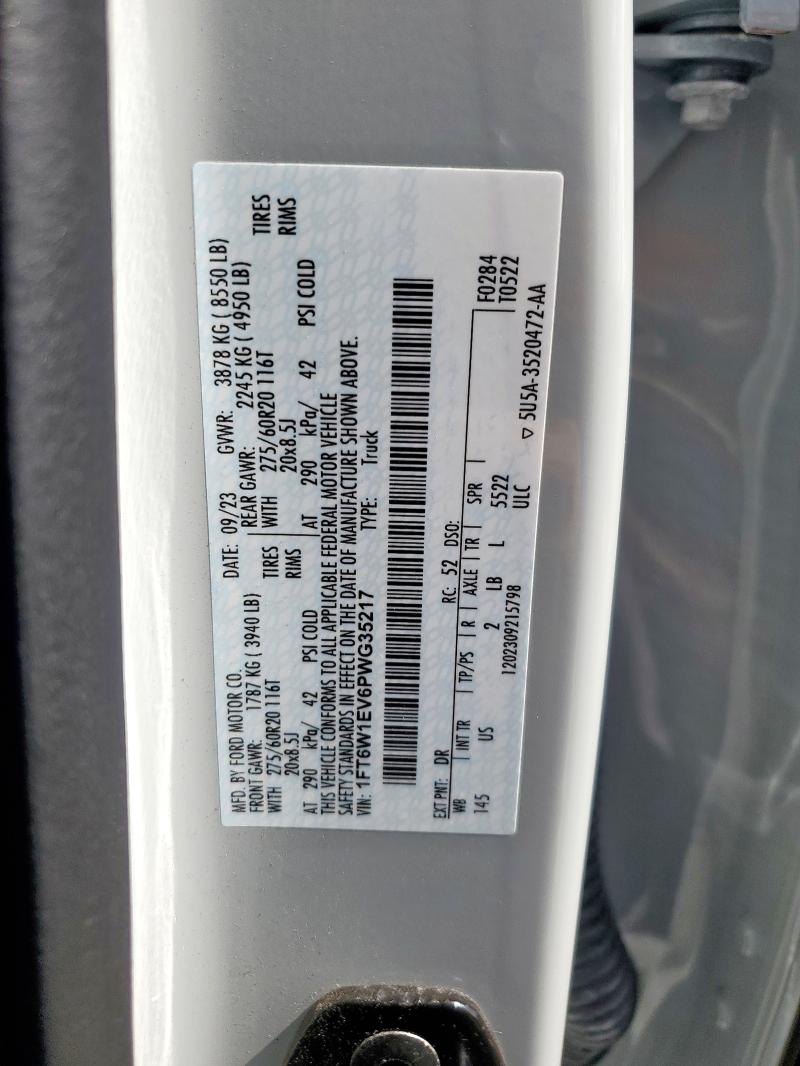 MFD. BY FORD MOTOR CO.
DATE: 09/23 GVWR: 3878 KG ( 8550 LB)
FRONT GAWR: 1787 KG ( 3940 LB) REAR GAWR: 2245 KG ( 4950 LB)
WITH 275/60R20 116T TIRES WITH 275/60R20 116T TIRES
20x8.5J RIMS 20x8.5J RIMS
AT 290 kPa/ 42 PSI COLD AT 290 kPa/ 42 PSI COLD
THIS VEHICLE CONFORMS TO ALL APPLICABLE FEDERAL MOTOR VEHICLE
SAFETY STANDARDS IN EFFECT ON THE DATE OF MANUFACTURE SHOWN ABOVE.
VIN: 1FT6W1EV6PWG35217 TYPE: Truck
EXT PNT: DR RC: 52 DSO: F0284
WB INT TR TP/PS R AXLE TR SPR T0522
145 US 2 LB L 5522
1202309215798 ULC ▽ 5U5A-3520472-AA